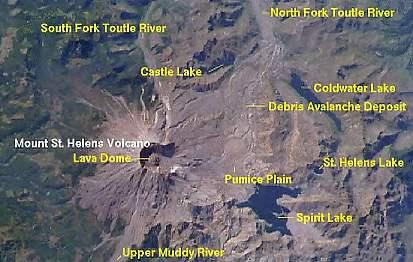 North Fork Toutle River
South Fork Toutle River
Castle Lake
Coldwater Lake
Debris Avalanche Deposit
Mount St. Helens Volcano
Lava Dome
St. Helens Lake
Pumice Plain
Spirit Lake
Upper Muddy River